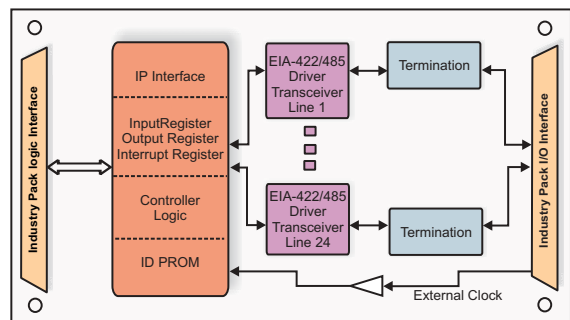 Industry Pack logic Interface
IP Interface
InputRegister
Output Register
Interrupt Register
Controller
Logic
ID PROM
EIA-422/485
Driver
Transceiver
Line 1
Termination
EIA-422/485
Driver
Transceiver
Line 24
Termination
External Clock
Industry Pack I/O Interface